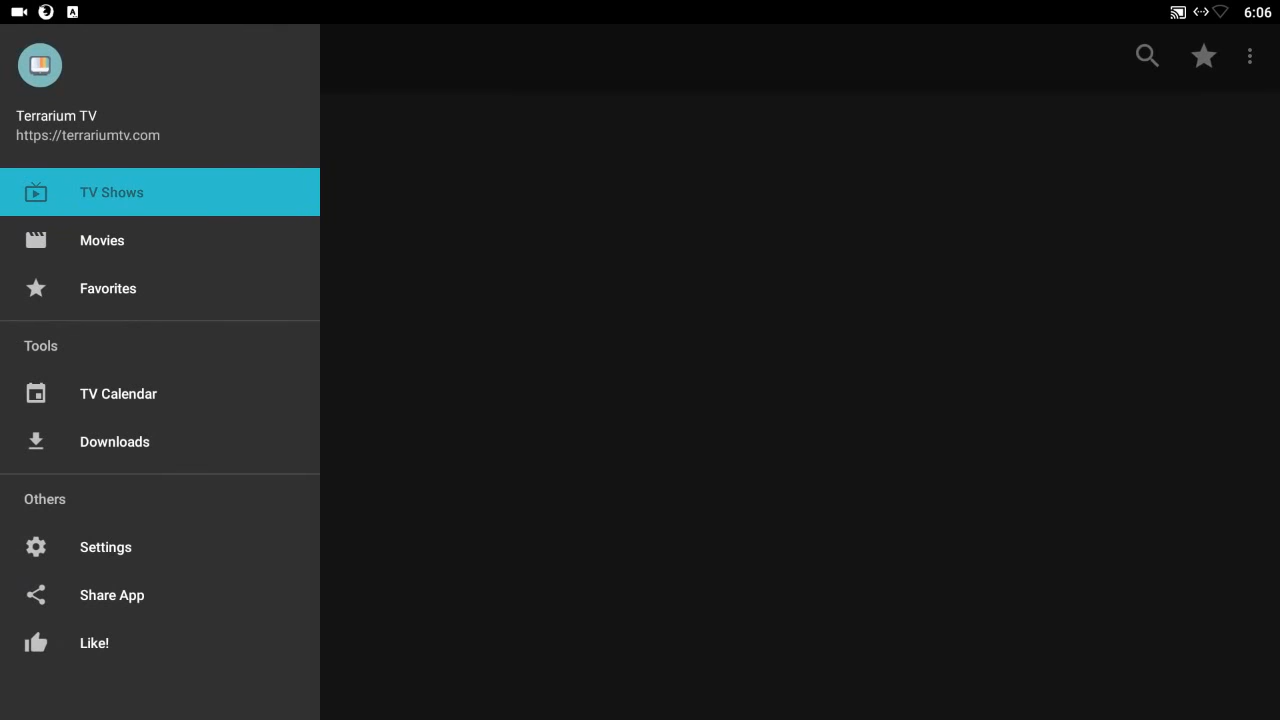 6:06
Terrarium TV
https://terrariumtv.com
TV Shows
Movies
Favorites
Tools
TV Calendar
Downloads
Others
Settings
Share App
Like!